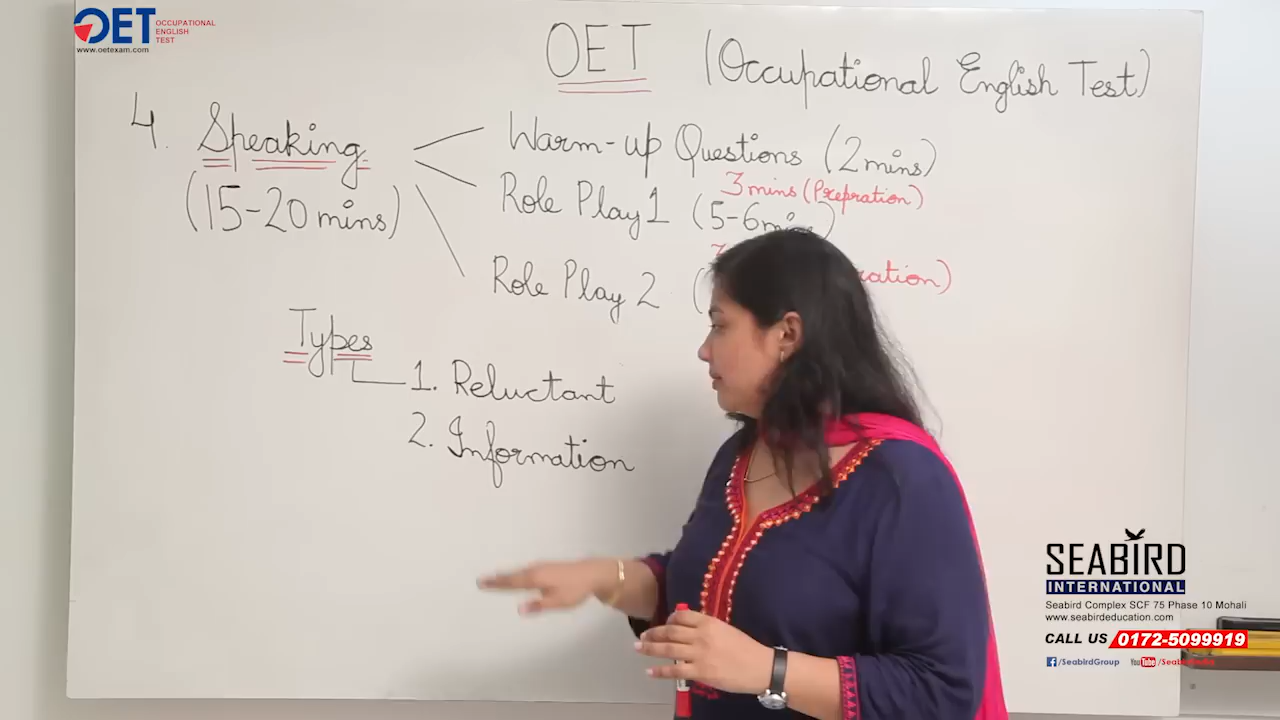 OET OCCUPATIONAL
ENGLISH
TEST
www.oetexam.com
OET (Occupational English Test)
4. Speaking
(15-20 mins)
Warm-up Questions (2 mins)
3 mins (Prepration)
Role Play 1 (5-6 mins)
Role Play 2 (
Types
1. Reluctant
2. Information
SEABIRD
INTERNATIONAL
Seabird Complex SCF 75 Phase 10 Mohali
www.seabirdeducation.com
CALL US 0172-5099919
/SeabirdGroup YouTube